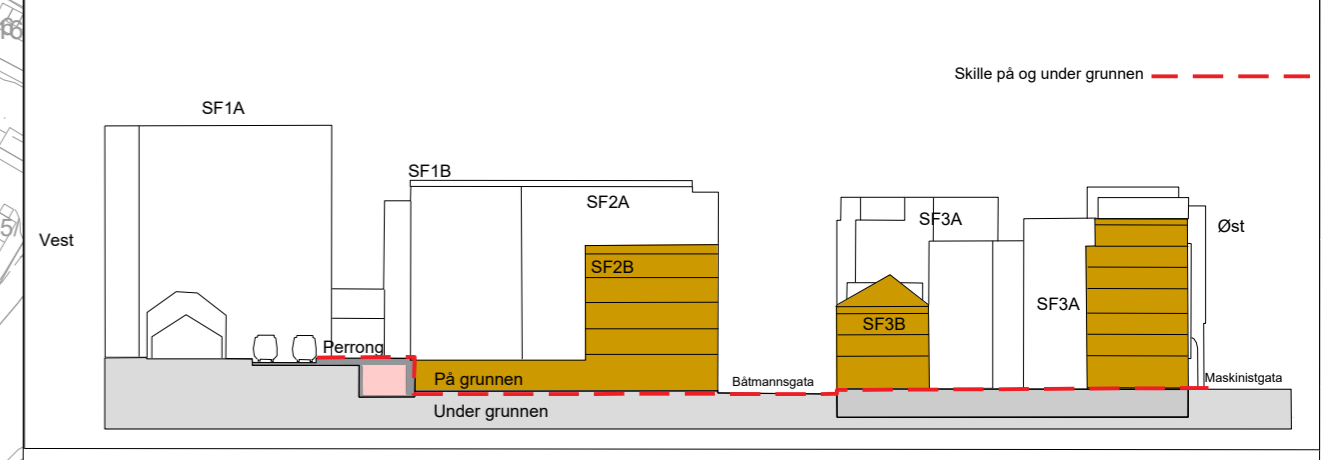 Skille på og under grunnen
SF1A
SF1B
SF2A
SF3A
Vest
Øst
SF2B
SF3A
SF3B
Perrong
På grunnen
Båtmannsgata
Maskinistgata
Under grunnen